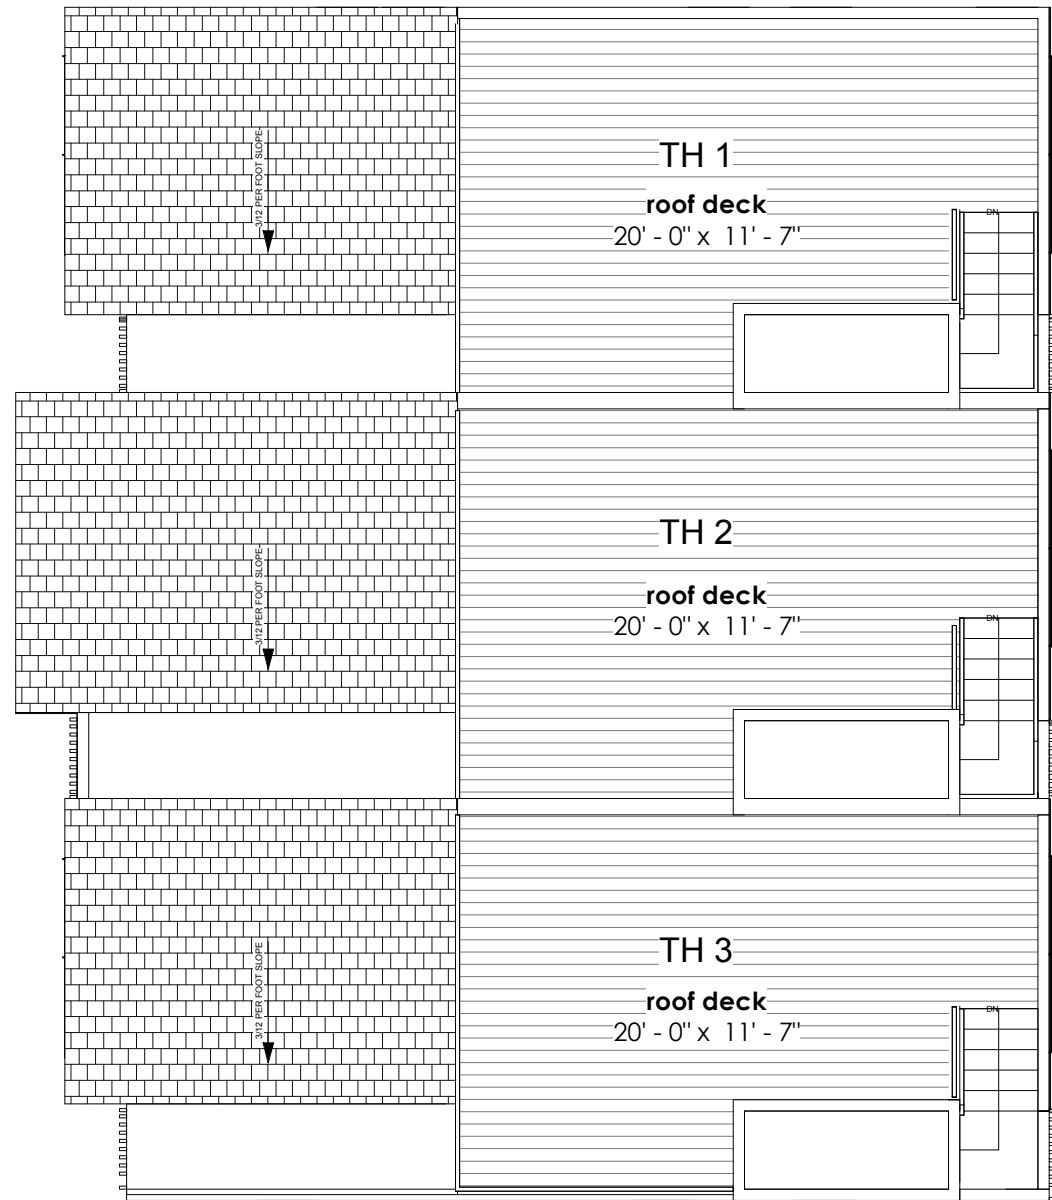 3/12 PER FOOT SLOPE
TH 1
roof deck
20' - 0" x 11' - 7"
DN
3/12 PER FOOT SLOPE
TH 2
roof deck
20' - 0" x 11' - 7"
DN
3/12 PER FOOT SLOPE
TH 3
roof deck
20' - 0" x 11' - 7"
DN